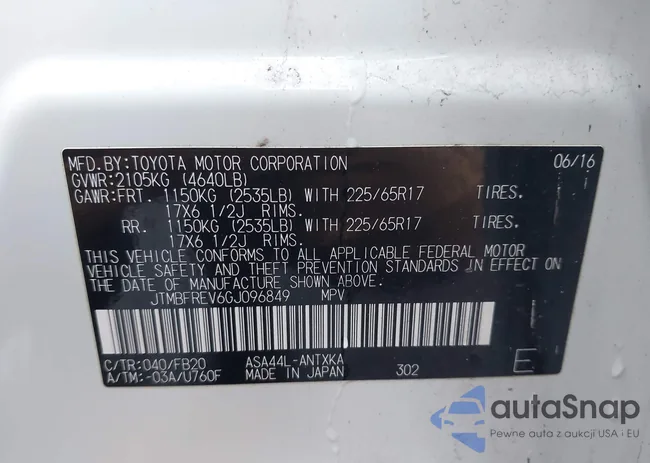 MFD.BY:TOYOTA MOTOR CORPORATION 06/16
GVWR:2105KG (4640LB)
GAWR:FRT. 1150KG (2535LB) WITH 225/65R17 TIRES.
17X6 1/2J RIMS.
RR. 1150KG (2535LB) WITH 225/65R17 TIRES.
17X6 1/2J RIMS.
THIS VEHICLE CONFORMS TO ALL APPLICABLE FEDERAL MOTOR
VEHICLE SAFETY AND THEFT PREVENTION STANDARDS IN EFFECT ON
THE DATE OF MANUFACTURE SHOWN ABOVE.
JTMBFREV6GJ096849 MPV
C/TR:040/FB20 ASA44L-ANTXKA
A/TM:-03A/U760F MADE IN JAPAN 302 E
autaSnap
Pewne auta z aukcji USA i EU